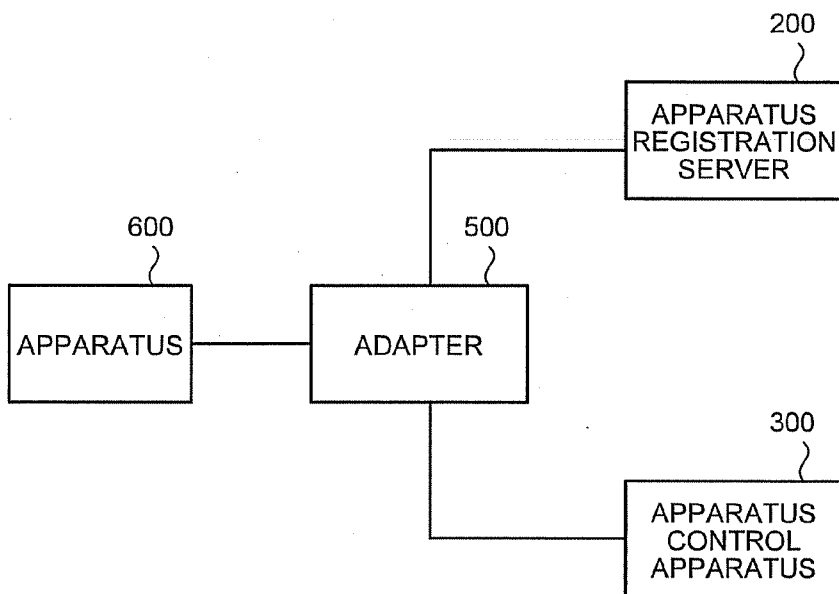 200
APPARATUS
REGISTRATION
SERVER
600
500
APPARATUS
ADAPTER
300
APPARATUS
CONTROL
APPARATUS